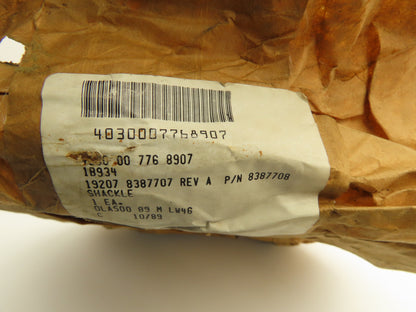 4030007768907
00 776 8907
18934
19207 8387707 REV A P/N 8387708
SHACKLE
1 EA.
DLA500 89 M LW46
C 10/89